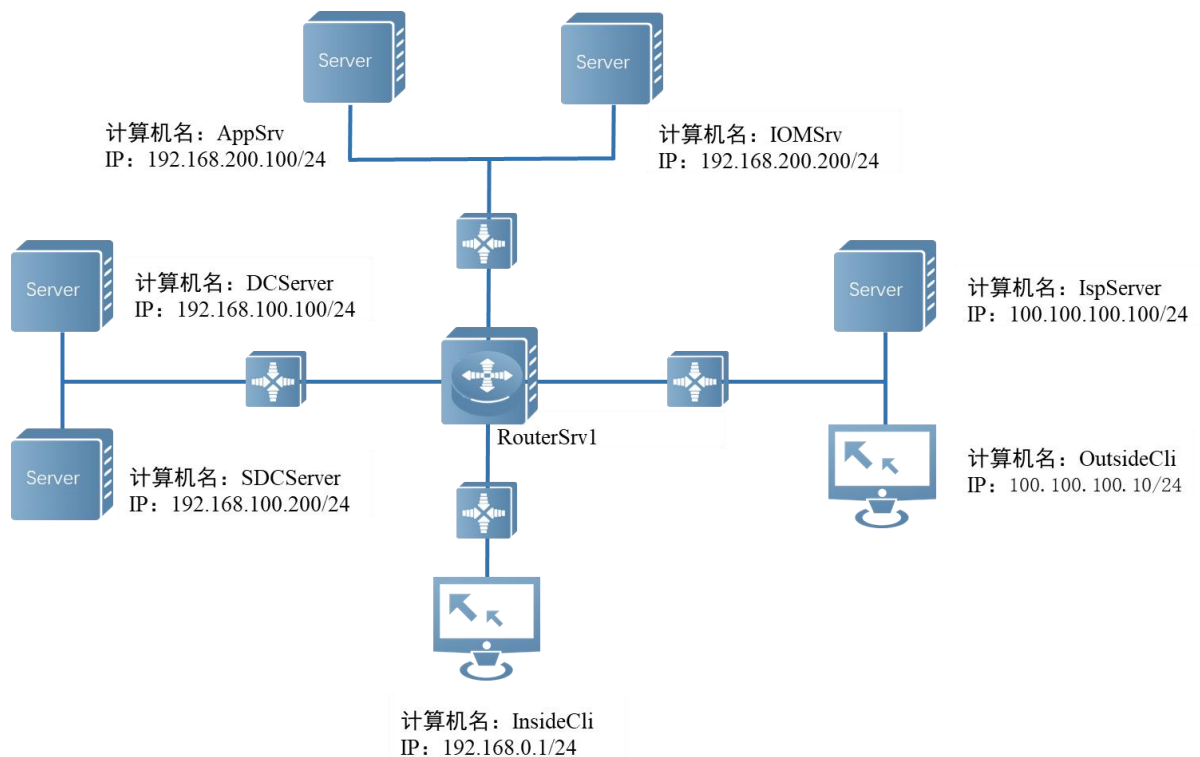 Server
Server
计算机名：AppSrv
IP：192.168.200.100/24
计算机名：IOMSrv
IP：192.168.200.200/24
Server
计算机名：DCServer
IP：192.168.100.100/24
Server
计算机名：IspServer
IP：100.100.100.100/24
RouterSrv1
Server
计算机名：SDCServer
IP：192.168.100.200/24
计算机名：OutsideCli
IP：100.100.100.10/24
计算机名：InsideCli
IP：192.168.0.1/24